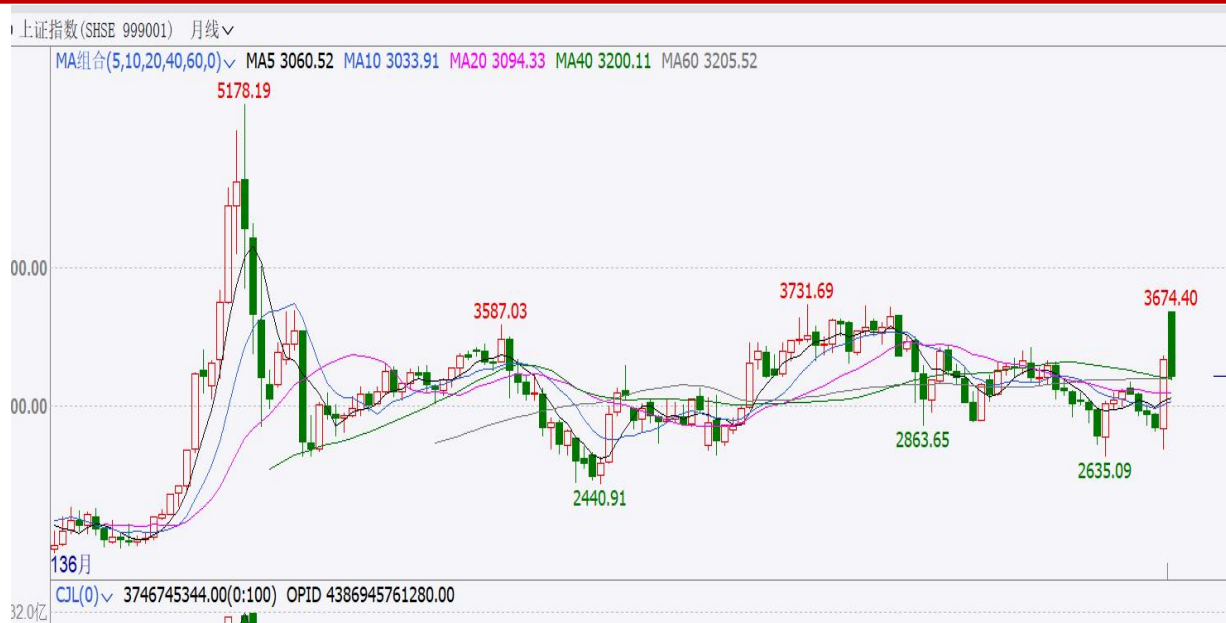 上证指数(SHSE 999001) 月线
MA组合(5,10,20,40,60,0) MA5 3060.52 MA10 3033.91 MA20 3094.33 MA40 3200.11 MA60 3205.52
5178.19
00.00
3731.69
3674.40
3587.03
00.00
2863.65
2635.09
2440.91
136月
CJL(0) 3746745344.00(0:100) OPID 4386945761280.00
32.0亿